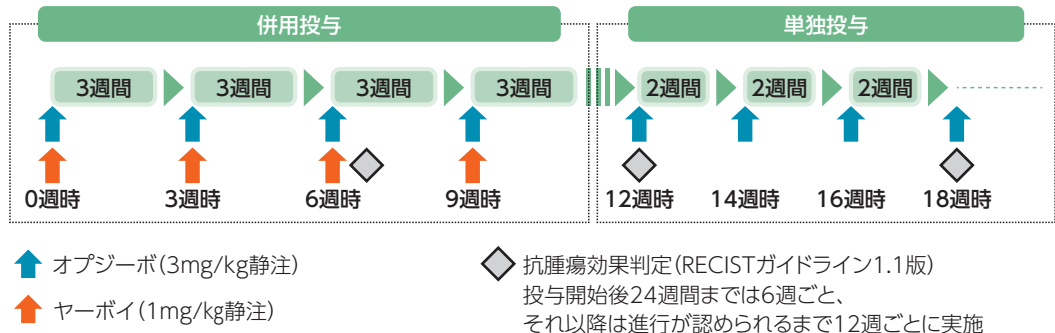 併用投与
単独投与
3週間
3週間
3週間
3週間
2週間
2週間
2週間
0週時
3週時
6週時
9週時
12週時
14週時
16週時
18週時
オプジーボ(3mg/kg静注)
ヤーボイ(1mg/kg静注)
抗腫瘍効果判定(RECISTガイドライン1.1版)
投与開始後24週間までは6週ごと、
それ以降は進行が認められるまで12週ごとに実施